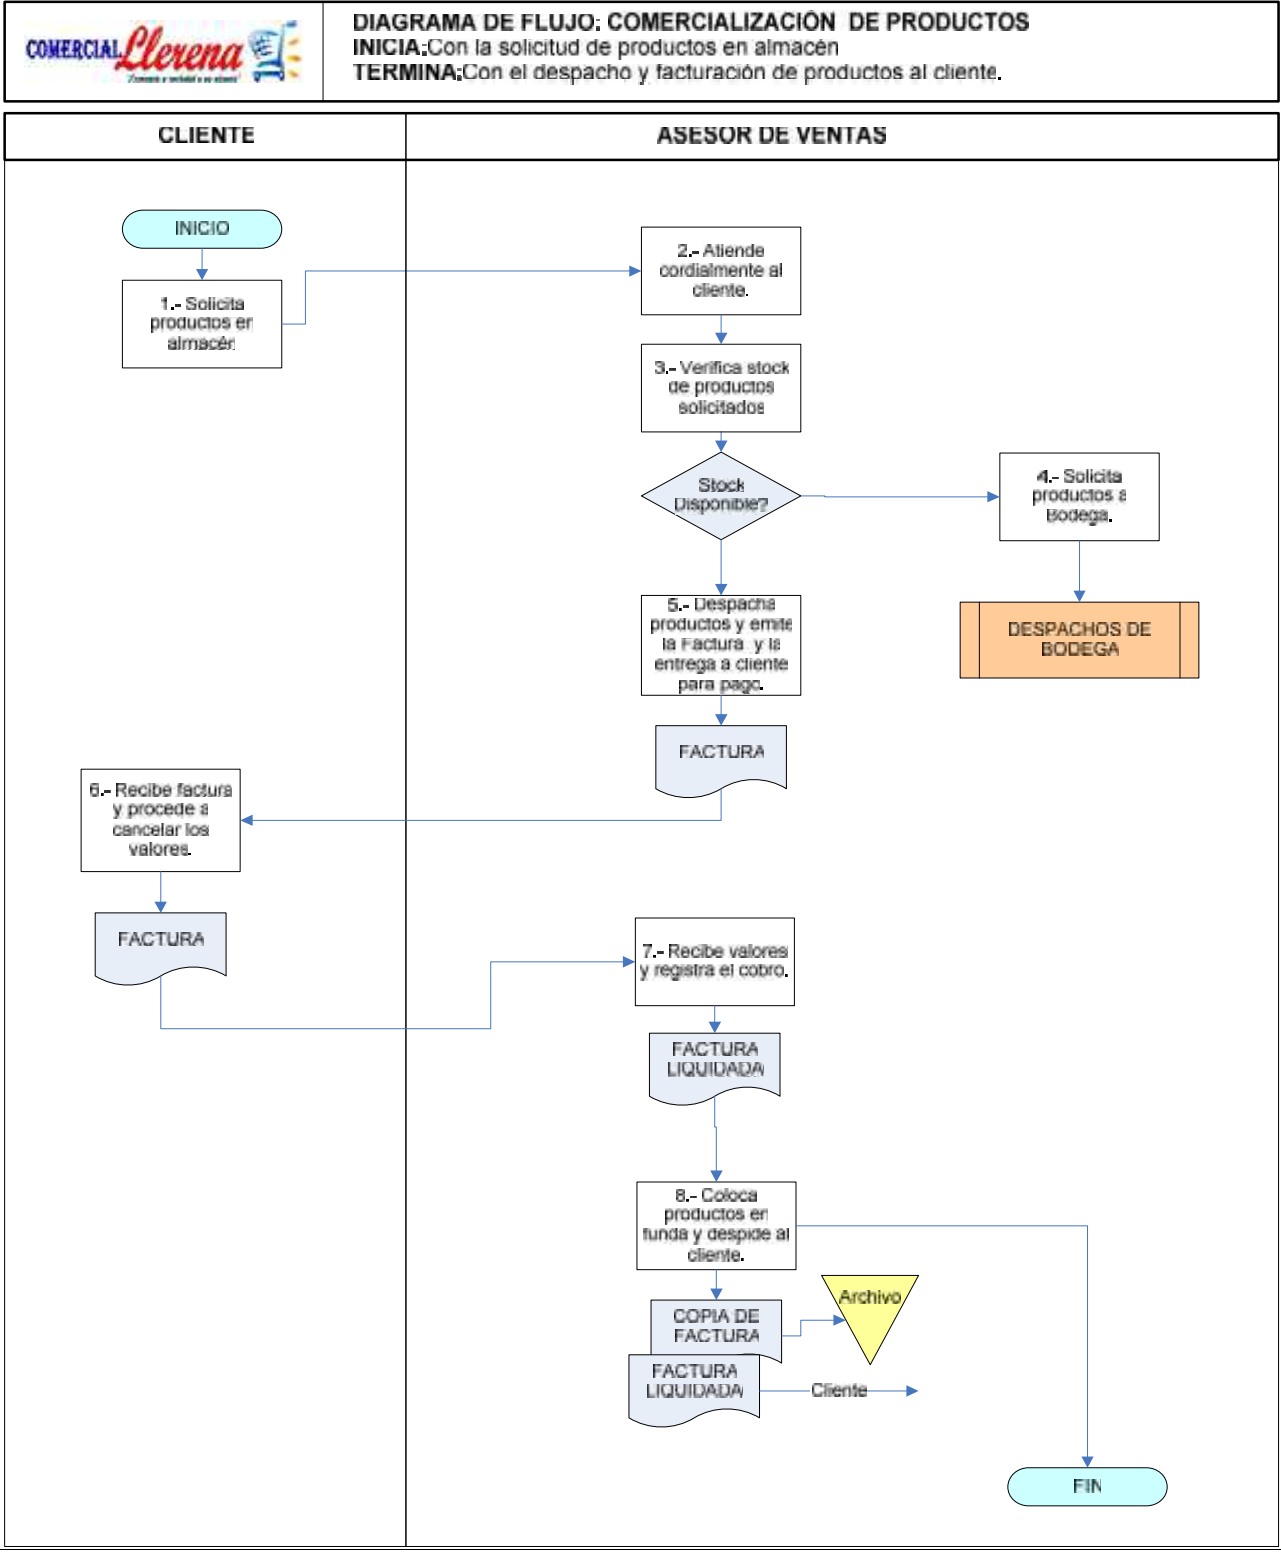 COMERCIAL Llerena
DIAGRAMA DE FLUJO: COMERCIALIZACIÓN DE PRODUCTOS
INICIA:Con la solicitud de productos en almacén
TERMINA:Con el despacho y facturación de productos al cliente.
CLIENTE
ASESOR DE VENTAS
INICIO
1.- Solicita
productos en
almacén
2.- Atiende
cordialmente al
cliente.
3.- Verifica stock
de productos
solicitados
Stock
Disponible?
4.- Solicita
productos a
Bodega.
DESPACHOS DE
BODEGA
5.- Despacha
productos y emite
la Factura y la
entrega a cliente
para pago.
FACTURA
6.- Recibe factura
y procede a
cancelar los
valores.
FACTURA
7.- Recibe valores
y registra el cobro.
FACTURA
LIQUIDADA
8.- Coloca
productos en
funda y despide al
cliente.
COPIA DE
FACTURA
Archivo
FACTURA
LIQUIDADA
Cliente
FIN